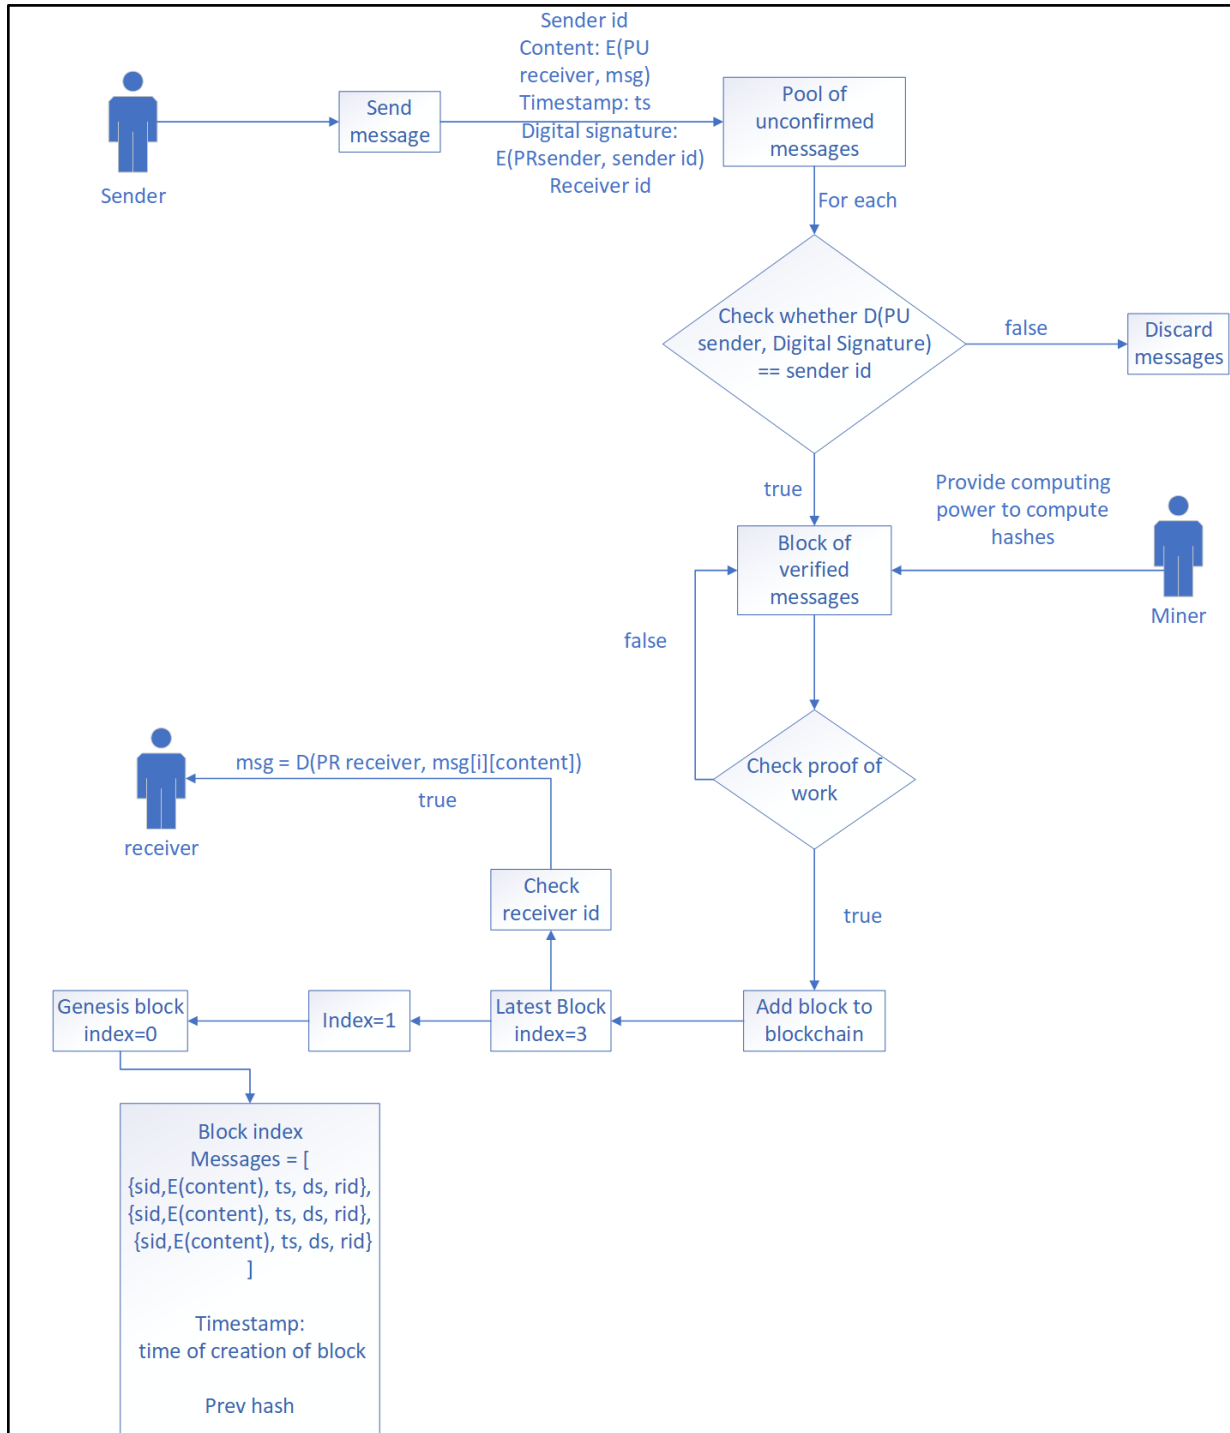 Sender id
Content: E(PU
receiver, msg)
Timestamp: ts
Digital signature:
E(PRsender, sender id)
Receiver id
Send
message
Pool of
unconfirmed
messages
Sender
For each
Check whether D(PU
sender, Digital Signature)
== sender id
false
Discard
messages
true
Provide computing
power to compute
hashes
Block of
verified
messages
Miner
false
Check proof of
work
msg = D(PR receiver, msg[i][content])
true
receiver
Check
receiver id
true
Genesis block
index=0
Index=1
Latest Block
index=3
Add block to
blockchain
Block index
Messages = [
{sid,E(content), ts, ds, rid},
{sid,E(content), ts, ds, rid},
{sid,E(content), ts, ds, rid}
]
Timestamp:
time of creation of block
Prev hash